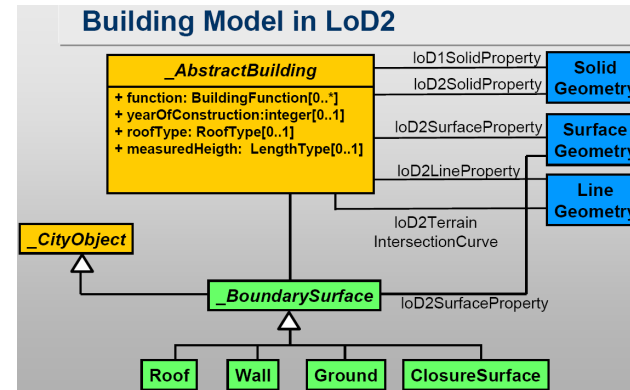 Building Model in LoD2
_AbstractBuilding
+ function: BuildingFunction[0..*]
+ yearOfConstruction:integer[0..1]
+ roofType: RoofType[0..1]
+ measuredHeigth: LengthType[0..1]
loD1SolidProperty
loD2SolidProperty
Solid
Geometry
loD2SurfaceProperty
Surface
Geometry
loD2LineProperty
Line
Geometry
loD2Terrain
IntersectionCurve
_CityObject
_BoundarySurface
loD2SurfaceProperty
Roof
Wall
Ground
ClosureSurface